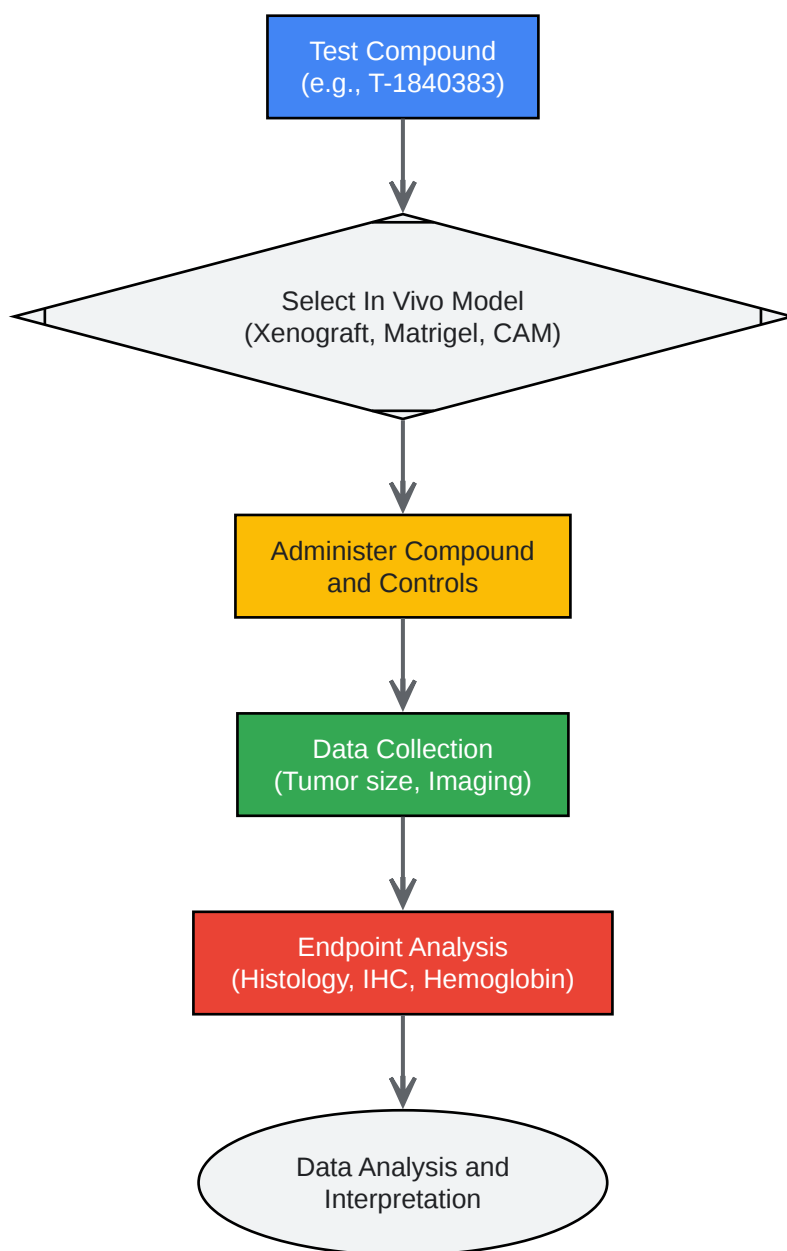 Test Compound
(e.g., T-1840383)
Select In Vivo Model
(Xenograft, Matrigel, CAM)
Administer Compound
and Controls
Data Collection
(Tumor size, Imaging)
Endpoint Analysis
(Histology, IHC, Hemoglobin)
Data Analysis and
Interpretation